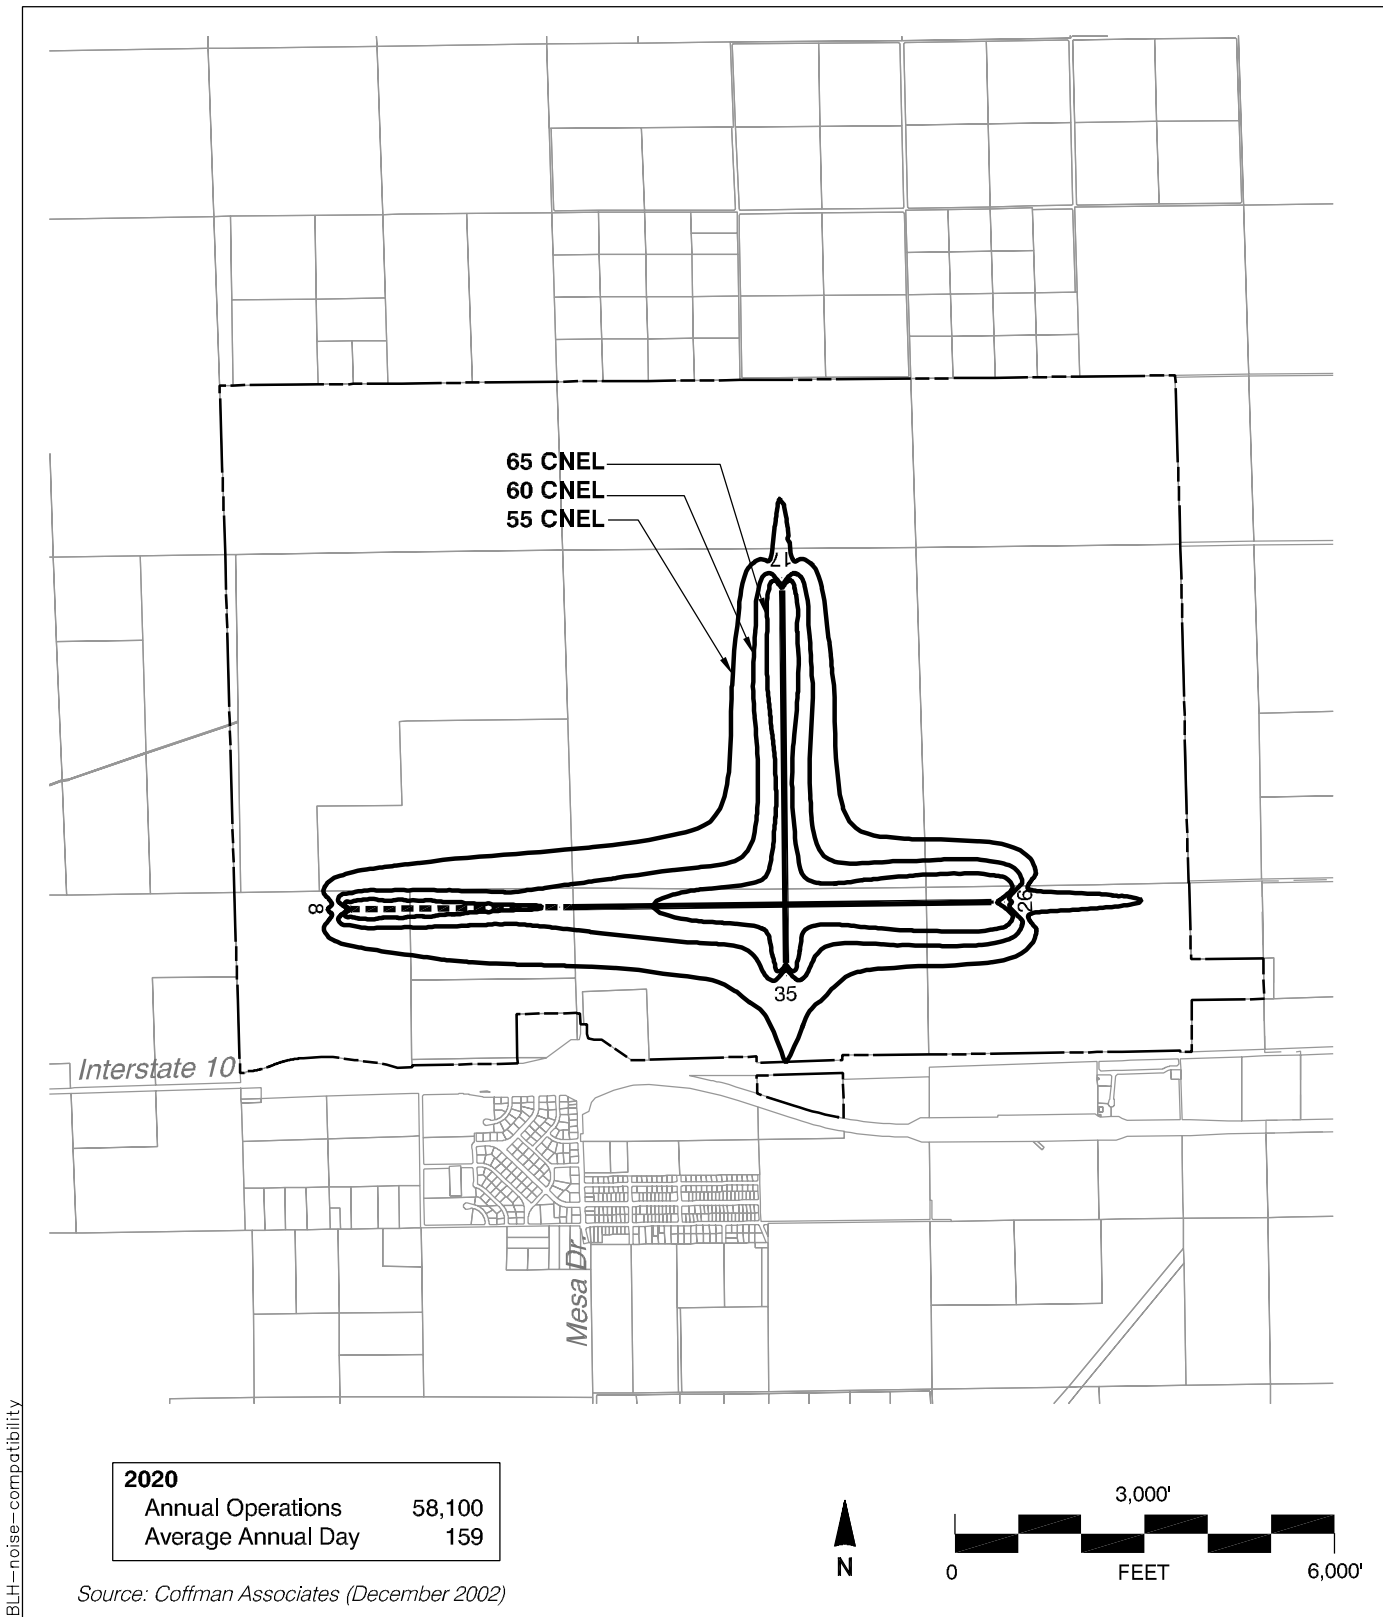 65 CNEL
60 CNEL
55 CNEL
17
8
26
35
Interstate 10
Mesa Dr.
2020
Annual Operations 58,100
Average Annual Day 159
Source: Coffman Associates (December 2002)
N
3,000'
0 FEET 6,000'
BLH-noise-compatibility